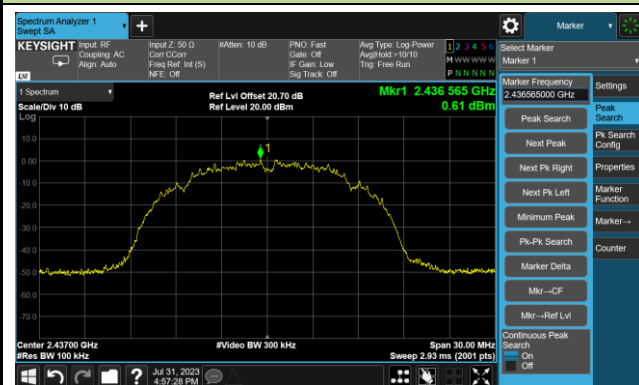 Spectrum Analyzer 1
Swept SA
Marker
KEYSIGHT
Input: RF
Coupling: AC
Align: Auto
Input Z: 50 Ω
Corr CCorr
Freq Ref: Int (S)
NFE: Off
#Atten: 10 dB
PNO: Fast
Gate: Off
IF Gain: Low
Sig Track: Off
Avg Type: Log-Power
Avg|Hold:>10/10
Trig: Free Run
1 2 3 4 5 6
M W W W W W
P N N N N N
LXI
Select Marker
Marker 1
1 Spectrum
Scale/Div 10 dB
Log
Ref Lvl Offset 20.70 dB
Ref Level 20.00 dBm
Mkr1 2.436 565 GHz
0.61 dBm
10.0
0.00
-10.0
-20.0
-30.0
-40.0
-50.0
-60.0
-70.0
1
Center 2.43700 GHz
#Res BW 100 kHz
#Video BW 300 kHz
Span 30.00 MHz
Sweep 2.93 ms (2001 pts)
Marker Frequency
2.436565000 GHz
Peak Search
Next Peak
Next Pk Right
Next Pk Left
Minimum Peak
Pk-Pk Search
Marker Delta
Mkr→CF
Mkr→Ref Lvl
Continuous Peak
Search
On
Off
Settings
Peak
Search
Pk Search
Config
Properties
Marker
Function
Marker→
Counter
?
Jul 31, 2023
4:57:28 PM